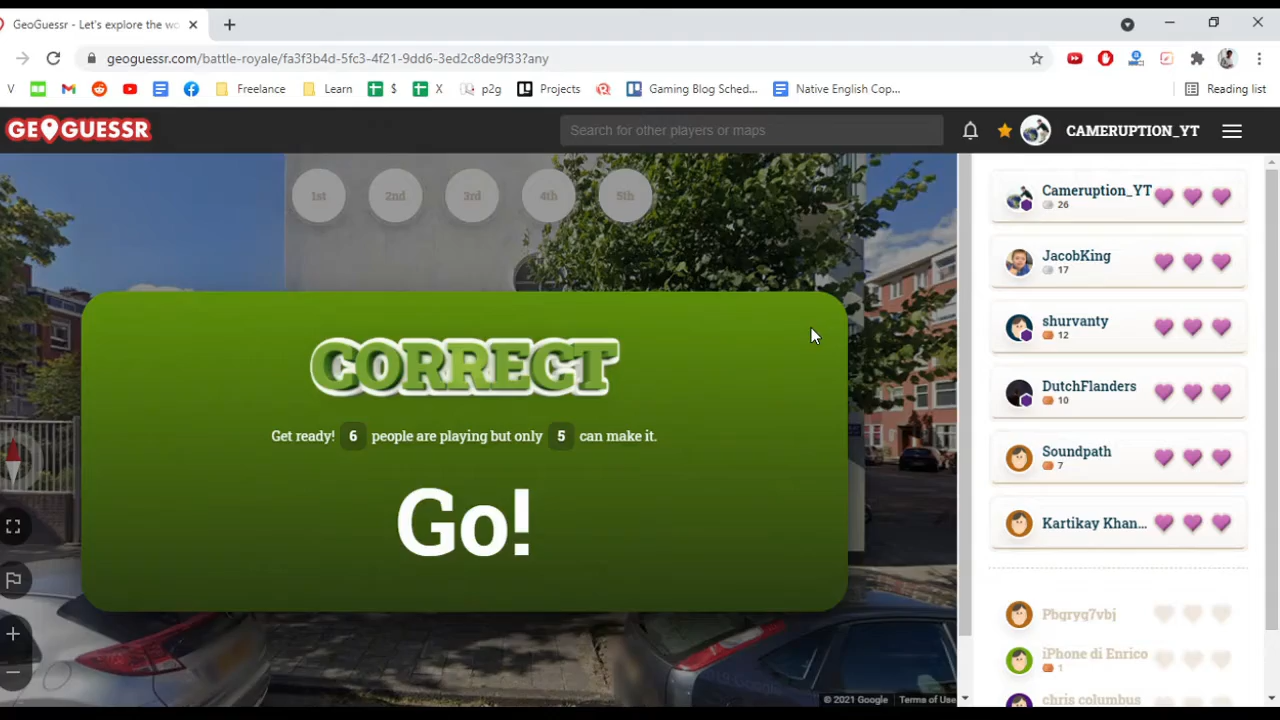 GeoGuessr - Let's explore the wo
geoguessr.com/battle-royale/fa3f3b4d-5fc3-4f21-9dd6-3ed2c8de9f33?any
V Freelance Learn $ X p2g Projects Gaming Blog Sched... Native English Cop... Reading list
GEOGUESSR
Search for other players or maps
CAMERUPTION_YT
1st 2nd 3rd 4th 5th
CORRECT
Get ready! 6 people are playing but only 5 can make it.
Go!
© 2021 Google Terms of Use
Cameruption_YT
26
JacobKing
17
shurvanty
12
DutchFlanders
10
Soundpath
7
Kartikay Khan...
Pbgryg7vbj
iPhone di Enrico
1
chris columbus